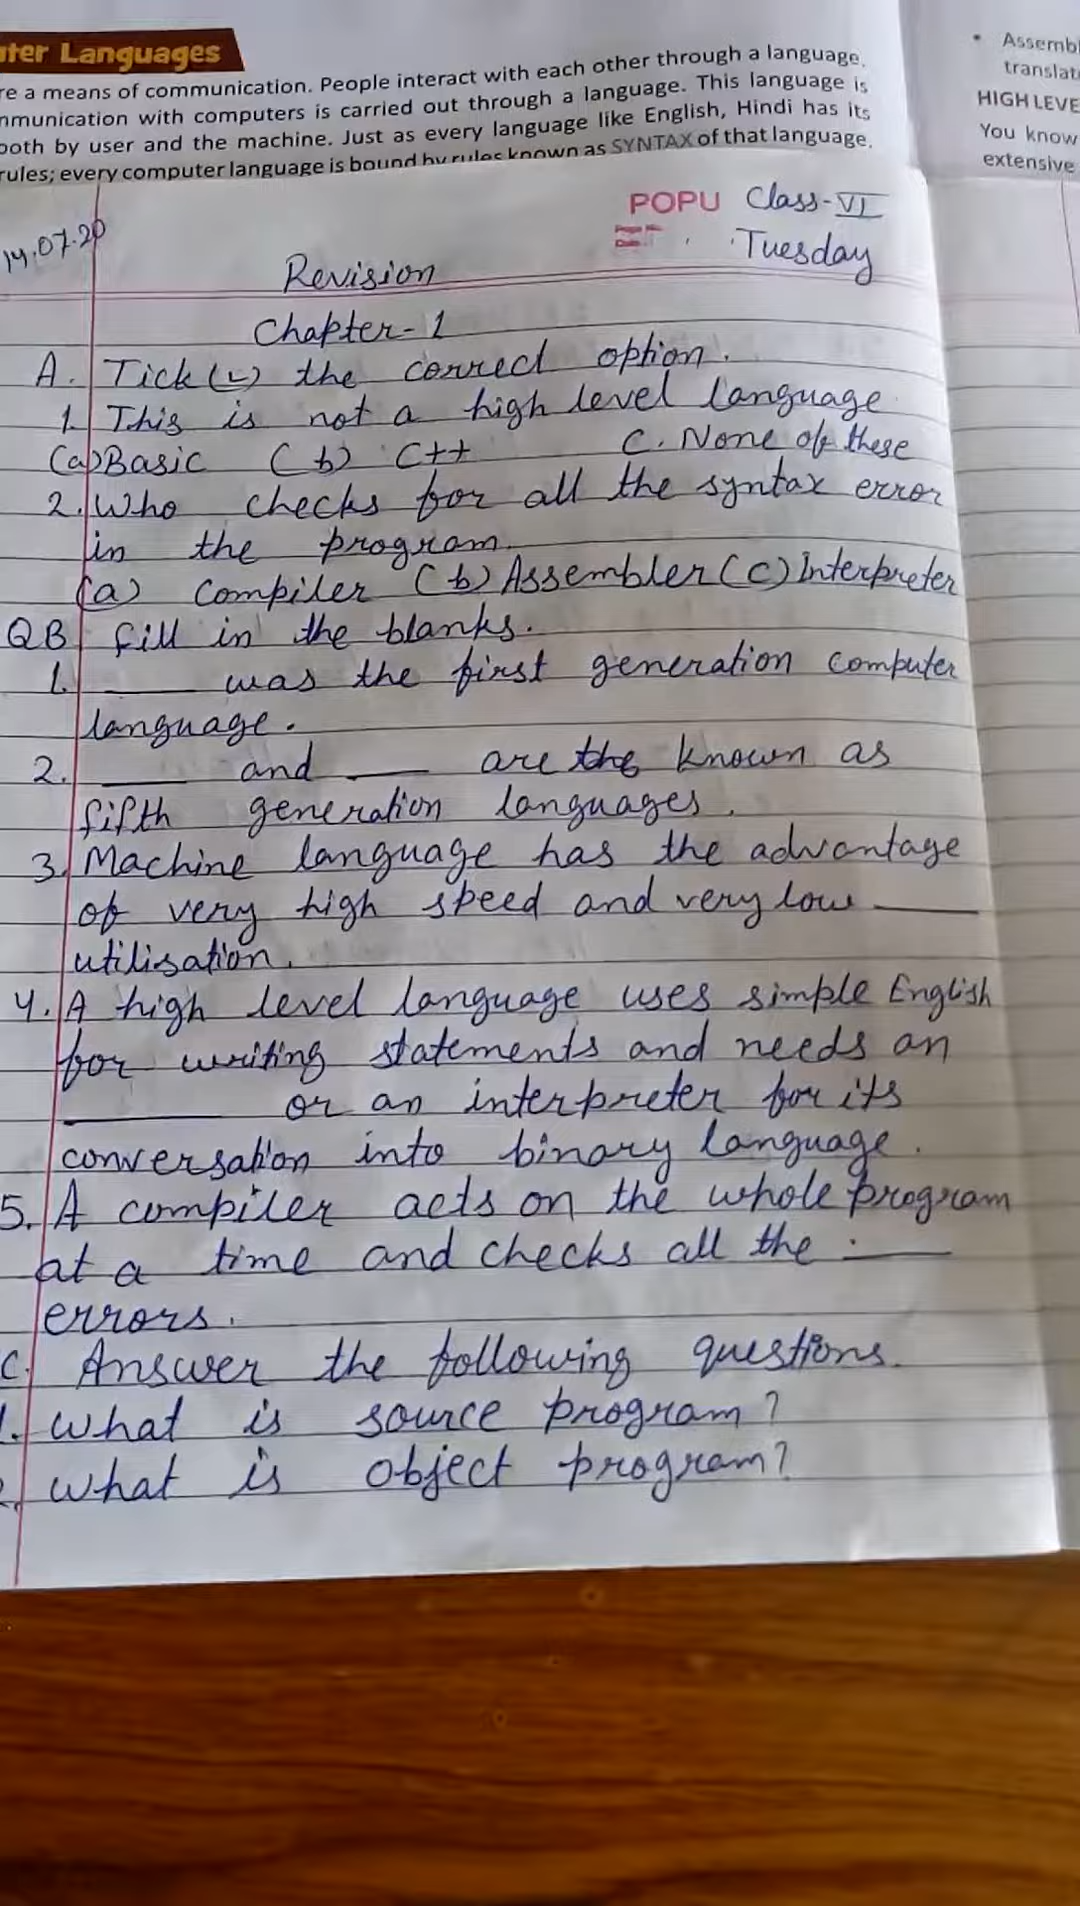 uter Languages
re a means of communication. People interact with each other through a language.
mmunication with computers is carried out through a language. This language is
both by user and the machine. Just as every language like English, Hindi has its
rules; every computer language is bound by rules known as SYNTAX of that language.
• Assembl
translat
HIGH LEVE
You know
extensive
POPU Class-VI
14.07.20 Tuesday
Revision
Chapter-1
A. Tick (✓) the correct option.
1. This is not a high level language
(a) Basic (b) C++ C. None of these
2. Who checks for all the syntax error
in the program.
(a) Compiler (b) Assembler (c) Interpreter
QB fill in the blanks.
1. ____ was the first generation computer
language.
2. ____ and ____ are the known as
fifth generation languages.
3. Machine language has the advantage
of very high speed and very low ____
utilisation.
4. A high level language uses simple English
for writing statements and needs an
____ or an interpreter for its
conversation into binary language.
5. A compiler acts on the whole program
at a time and checks all the ____
errors.
C. Answer the following questions.
1. What is source program?
2. What is object program?